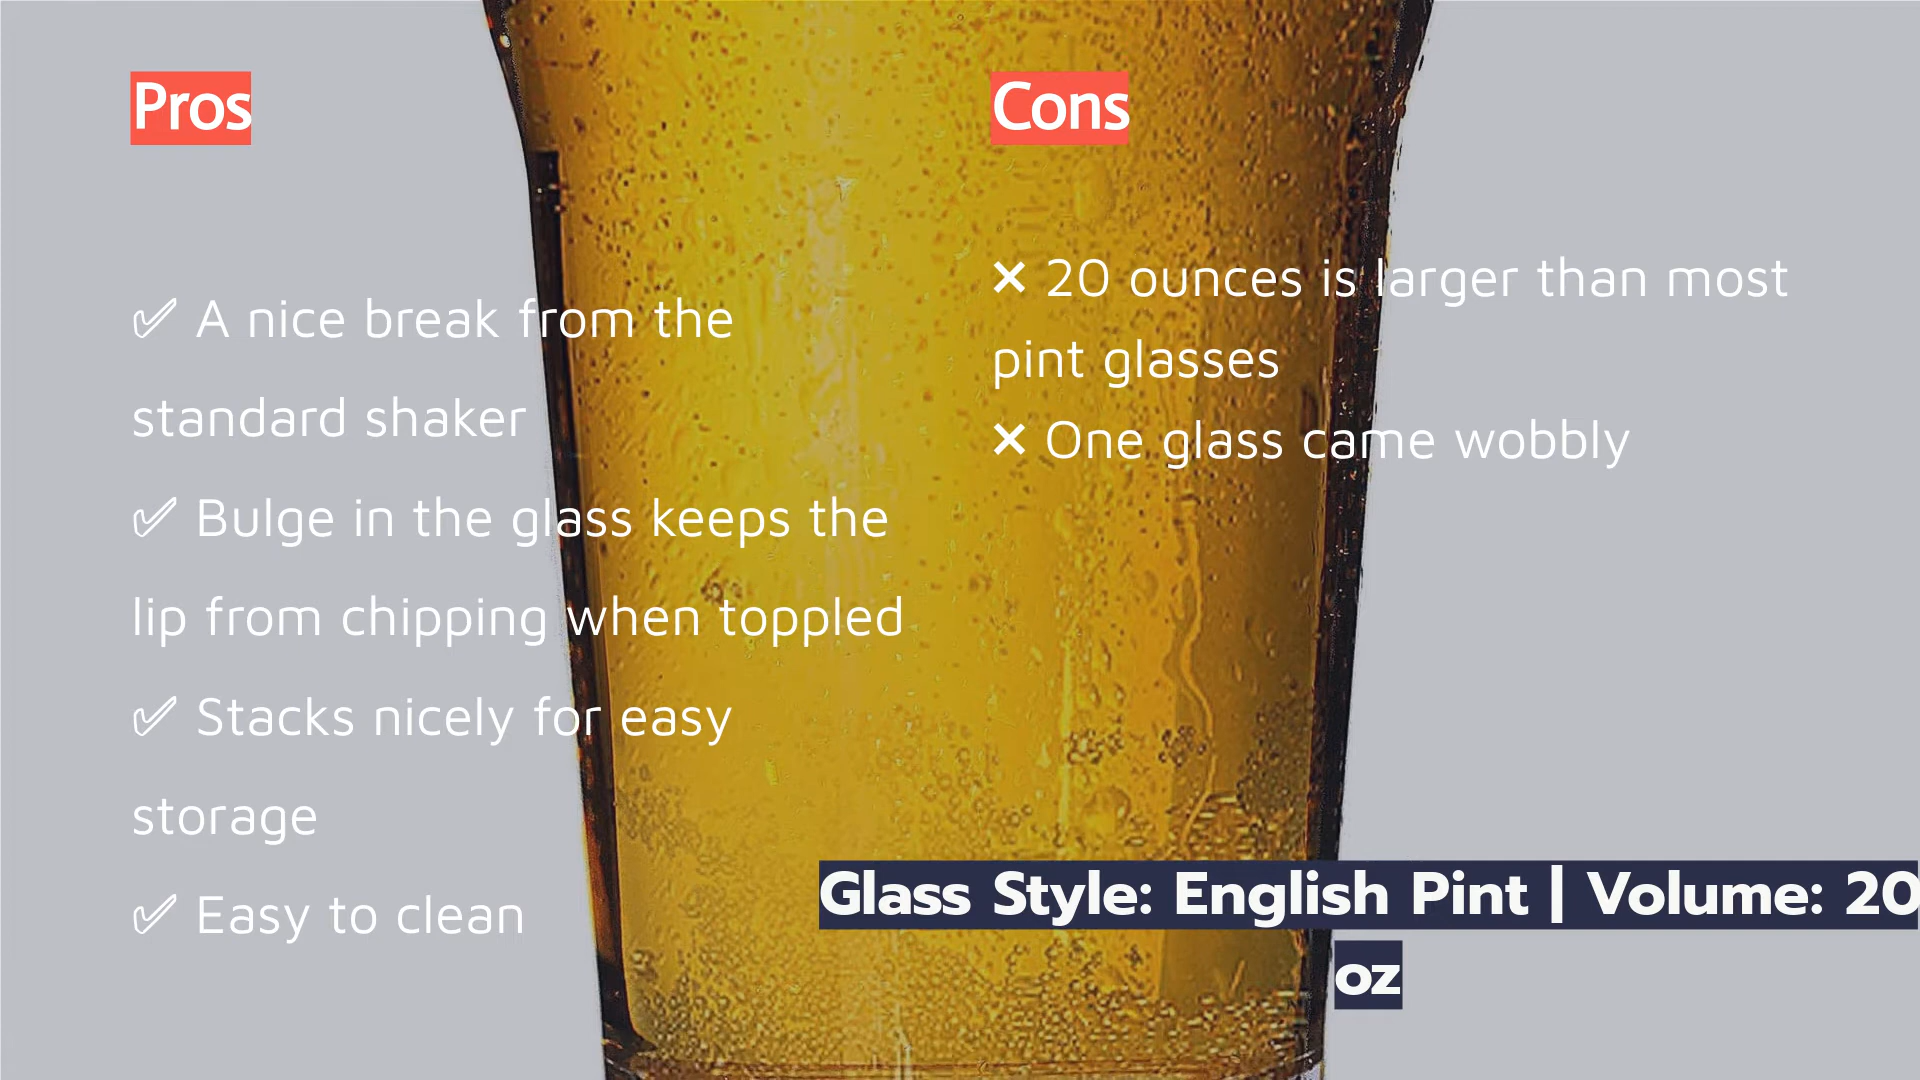 Pros
✓ A nice break from the
standard shaker
✓ Bulge in the glass keeps the
lip from chipping when toppled
✓ Stacks nicely for easy
storage
✓ Easy to clean
Cons
✕ 20 ounces is larger than most
pint glasses
✕ One glass came wobbly
Glass Style: English Pint | Volume: 20
oz